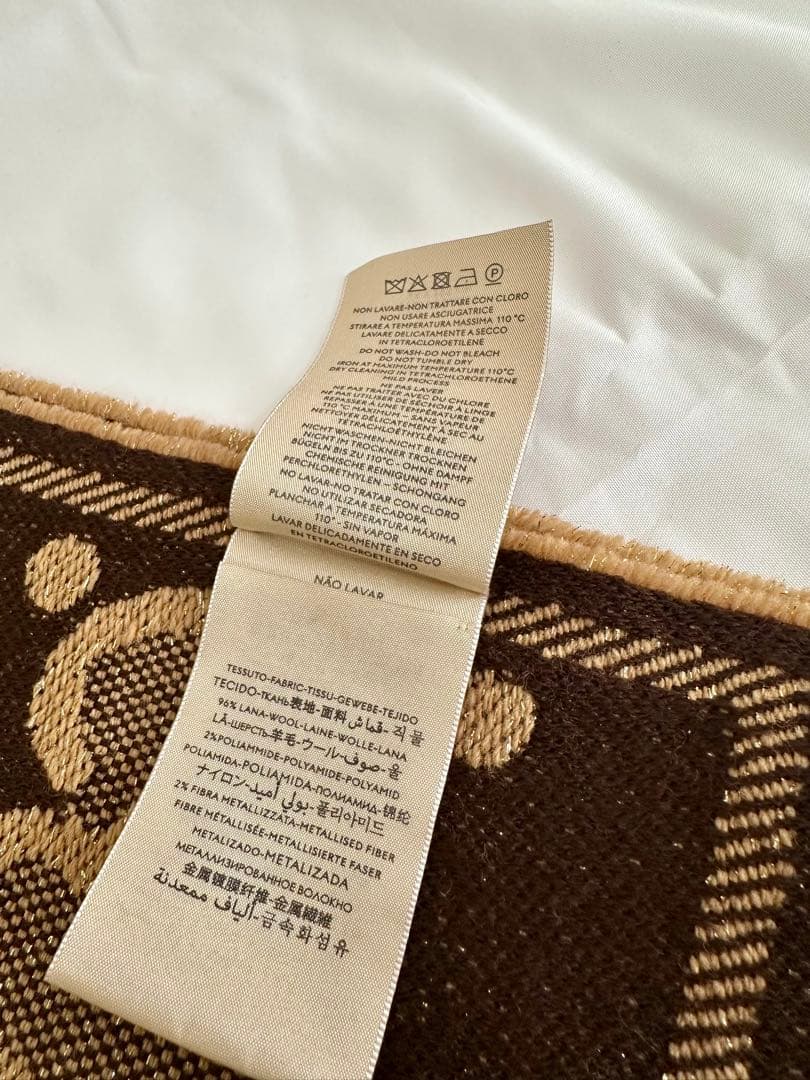 NON LAVARE-NON TRATTARE CON CLORO
NON USARE ASCIUGATRICE
STIRARE A TEMPERATURA MASSIMA 110 °C
LAVARE DELICATAMENTE A SECCO
IN TETRACLOROETILENE
DO NOT WASH-DO NOT BLEACH
DO NOT TUMBLE DRY
IRON AT MAXIMUM TEMPERATURE 110°C
DRY CLEANING IN TETRACHLOROETHENE
MILD PROCESS
NE PAS LAVER
NE PAS TRAITER AVEC DU CHLORE
NE PAS UTILISER DE SÉCHOIR À LINGE
REPASSER À UNE TEMPÉRATURE DE
110 °C MAXIMUM – SANS VAPEUR
NETTOYER DÉLICATEMENT À SEC AU
TÉTRACHLOROÉTHYLÈNE
NICHT WASCHEN-NICHT BLEICHEN
NICHT IM TROCKNER TROCKNEN
BÜGELN BIS ZU 110°C - OHNE DAMPF
CHEMISCHE REINIGUNG MIT
PERCHLORETHYLEN – SCHONGANG
NO LAVAR-NO TRATAR CON CLORO
NO UTILIZAR SECADORA
PLANCHAR A TEMPERATURA MÁXIMA
110° - SIN VAPOR
LAVAR DELICADAMENTE EN SECO
EN TETRACLOROETILENO
NÃO LAVAR
TESSUTO-FABRIC-TISSU-GEWEBE-TEJIDO
TECIDO-ТКАНЬ-表地-面料-قماش-직물
96% LANA-WOOL-LAINE-WOLLE-LANA
LÃ-ШЕРСТЬ-羊毛-ウール-صوف-울
2% POLIAMMIDE-POLYAMIDE-POLYAMID
POLIAMIDA-POLIAMIDA-ПОЛИАМИД-锦纶
ナイロン-بولي أميد-폴리아미드
2% FIBRA METALLIZZATA-METALLISED FIBER
FIBRE MÉTALLISÉE-METALLISIERTE FASER
METALIZADO-METALIZADA
МЕТАЛЛИЗИРОВАННОЕ ВОЛОКНО
金属镀膜纤维-金属繊維
ألياف ممعدنة-금속화섬유